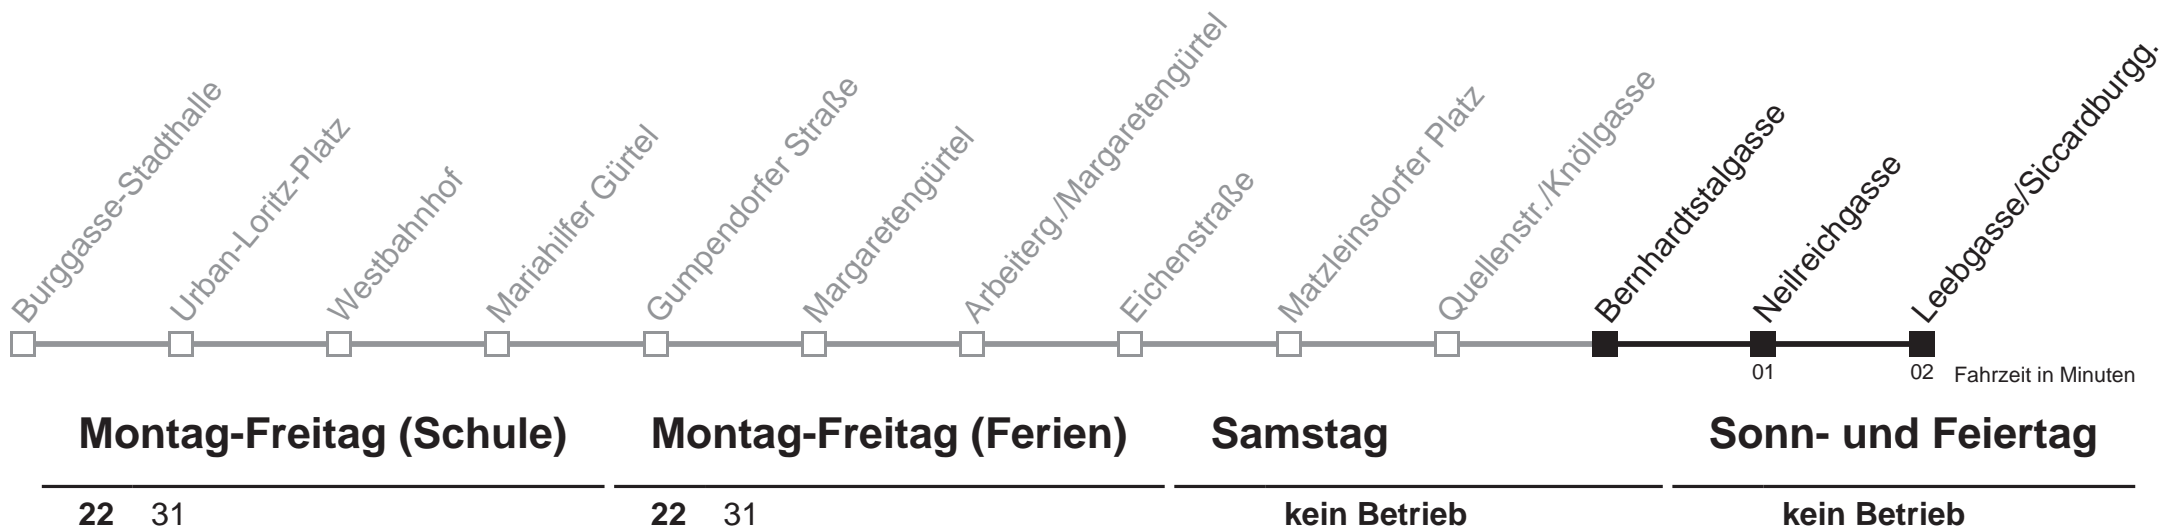 Burggasse-Stadthalle
Urban-Loritz-Platz
Westbahnhof
Mariahilfer Gürtel
Gumpendorfer Straße
Margaretengürtel
Arbeiterg./Margaretengürtel
Eichenstraße
Matzleinsdorfer Platz
Quellenstr./Knöllgasse
Bernhardtstalgasse
Neilreichgasse
Leebgasse/Siccardburgg.
01 02 Fahrzeit in Minuten
Montag-Freitag (Schule) Montag-Freitag (Ferien) Samstag Sonn- und Feiertag
22 31 22 31 kein Betrieb kein Betrieb